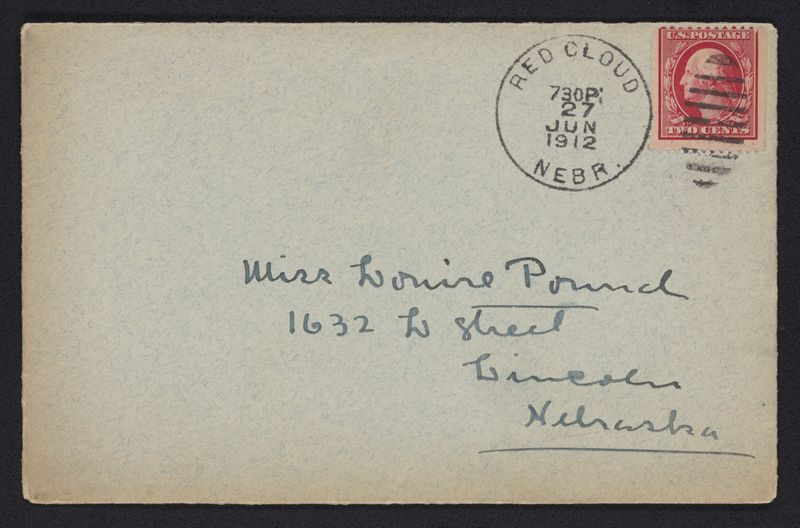 U.S. POSTAGE
TWO CENTS
RED CLOUD
730P.
27
JUN
1912
NEBR.
Miss Louise Pound
1632 L street
Lincoln
Nebraska